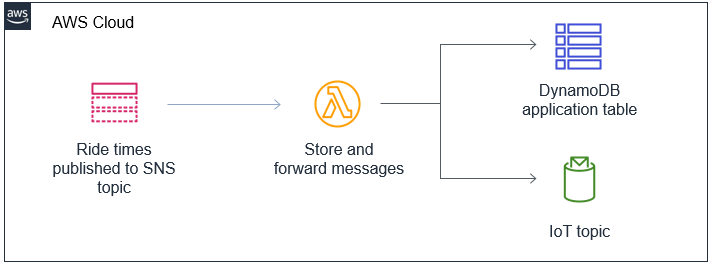 aws
AWS Cloud
Ride times
published to SNS
topic
Store and
forward messages
DynamoDB
application table
IoT topic